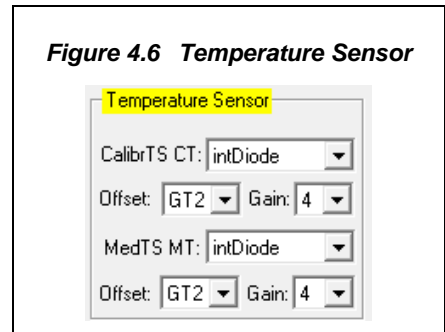 Figure 4.6 Temperature Sensor
Temperature Sensor
CalibrTS CT: intDiode
Offset: GT2 Gain: 4
MedTS MT: intDiode
Offset: GT2 Gain: 4